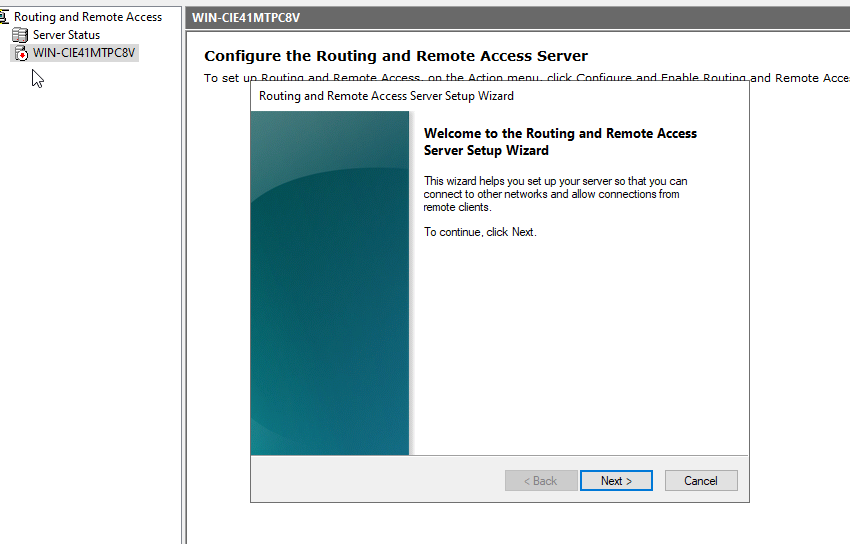 Routing and Remote Access
Server Status
WIN-CIE41MTPC8V
WIN-CIE41MTPC8V
Configure the Routing and Remote Access Server
To set up Routing and Remote Access, on the Action menu, click Configure and Enable Routing and Remote Acce
Routing and Remote Access Server Setup Wizard
Welcome to the Routing and Remote Access
Server Setup Wizard
This wizard helps you set up your server so that you can
connect to other networks and allow connections from
remote clients.
To continue, click Next.
< Back
Next >
Cancel